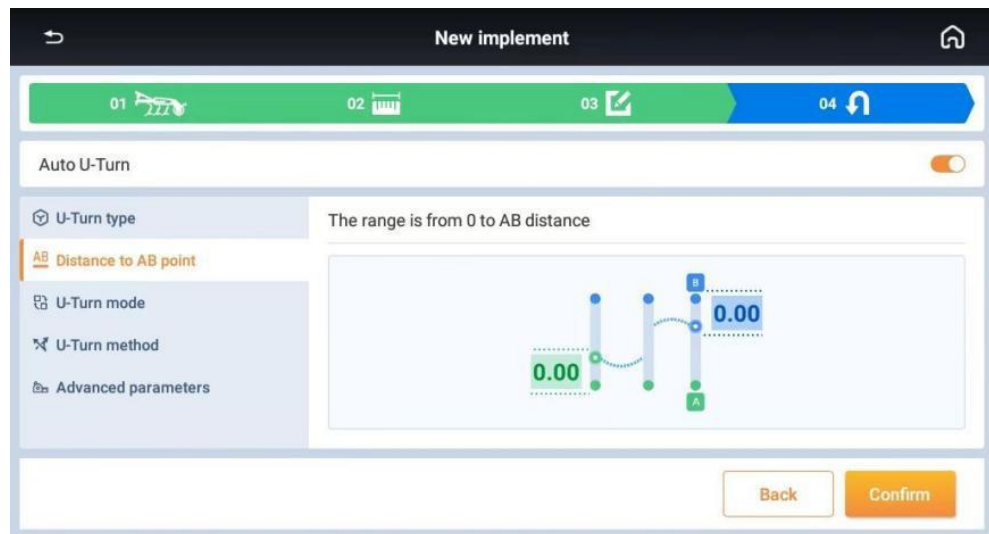 New implement
01
02
03
04
Auto U-Turn
U-Turn type
The range is from 0 to AB distance
AB Distance to AB point
B
0.00
U-Turn mode
U-Turn method
0.00
Advanced parameters
A
Back
Confirm